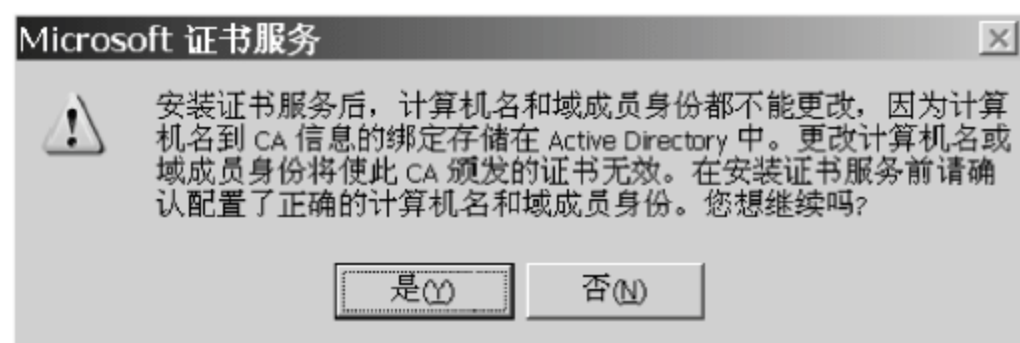 Microsoft 证书服务
安装证书服务后，计算机名和域成员身份都不能更改，因为计算
机名到 CA 信息的绑定存储在 Active Directory 中。更改计算机名或
域成员身份将使此 CA 颁发的证书无效。在安装证书服务前请确
认配置了正确的计算机名和域成员身份。您想继续吗?
是(Y)
否(N)